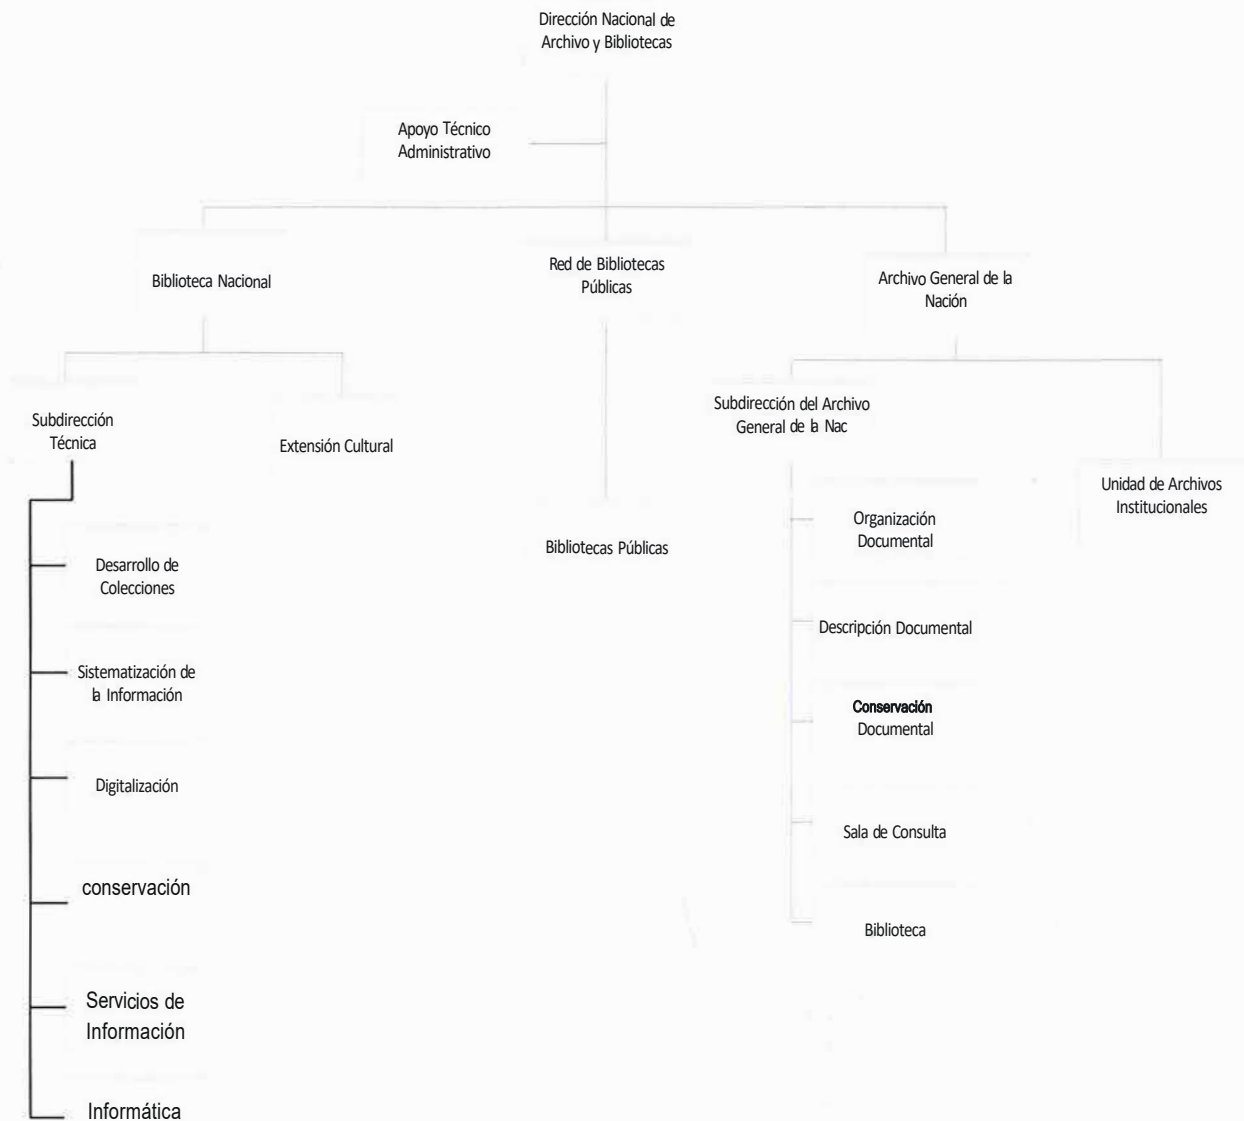 Dirección Nacional de
Archivo y Bibliotecas
Apoyo Técnico
Administrativo
Biblioteca Nacional
Red de Bibliotecas
Públicas
Archivo General de la
Nación
Subdirección
Técnica
Extensión Cultural
Subdirección del Archivo
General de la Nac
Unidad de Archivos
Institucionales
Bibliotecas Públicas
Desarrollo de
Colecciones
Sistematización de
la Información
Digitalización
conservación
Servicios de
Información
Informática
Organización
Documental
Descripción Documental
Conservación
Documental
Sala de Consulta
Biblioteca